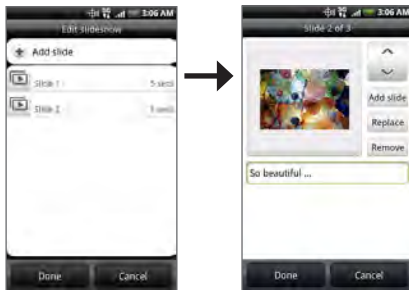 3:06 AM
Edit slideshow
Add slide
Slide 1
5 secs
Slide 2
5 secs
Done
Cancel
3:06 AM
Slide 2 of 3
Add slide
Replace
Remove
So beautiful ...
Done
Cancel